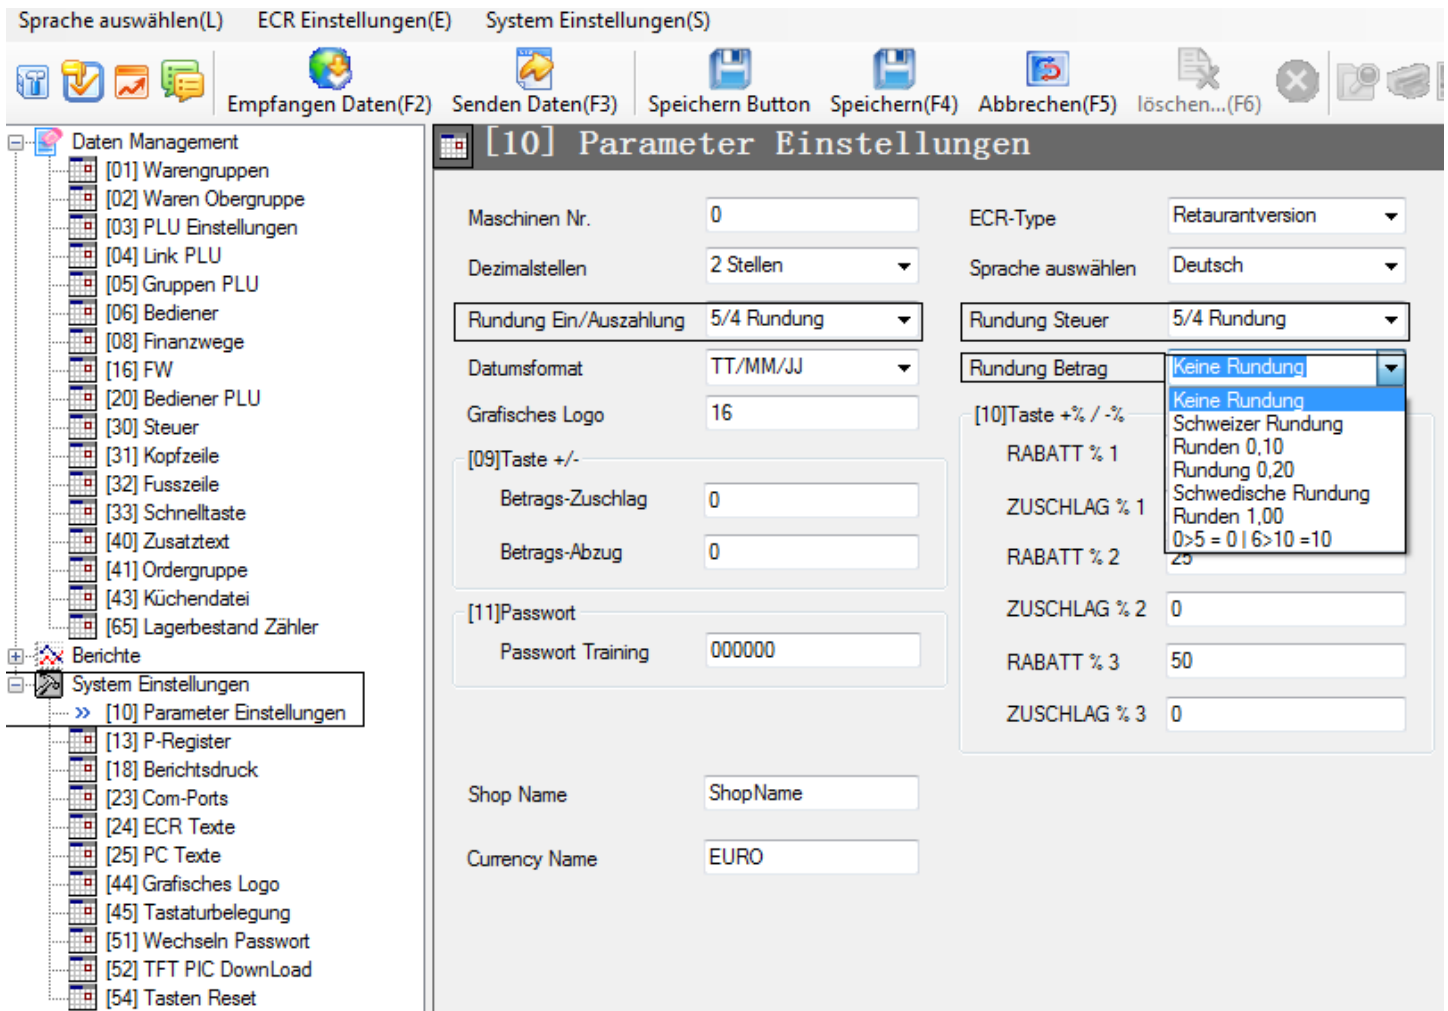 Sprache auswählen(L) ECR Einstellungen(E) System Einstellungen(S)
Empfangen Daten(F2) Senden Daten(F3) Speichern Button Speichern(F4) Abbrechen(F5) löschen...(F6)
Daten Management
[01] Warengruppen
[02] Waren Obergruppe
[03] PLU Einstellungen
[04] Link PLU
[05] Gruppen PLU
[06] Bediener
[08] Finanzwege
[16] FW
[20] Bediener PLU
[30] Steuer
[31] Kopfzeile
[32] Fusszeile
[33] Schnelltaste
[40] Zusatztext
[41] Ordergruppe
[43] Küchendatei
[65] Lagerbestand Zähler
Berichte
System Einstellungen
[10] Parameter Einstellungen
[13] P-Register
[18] Berichtsdruck
[23] Com-Ports
[24] ECR Texte
[25] PC Texte
[44] Grafisches Logo
[45] Tastaturbelegung
[51] Wechseln Passwort
[52] TFT PIC DownLoad
[54] Tasten Reset
[10] Parameter Einstellungen
Maschinen Nr. 0
Dezimalstellen 2 Stellen
Rundung Ein/Auszahlung 5/4 Rundung
Datumsformat TT/MM/JJ
Grafisches Logo 16
[09]Taste +/-
Betrags-Zuschlag 0
Betrags-Abzug 0
[11]Passwort
Passwort Training 000000
Shop Name ShopName
Currency Name EURO
ECR-Type Retaurantversion
Sprache auswählen Deutsch
Rundung Steuer 5/4 Rundung
Rundung Betrag Keine Rundung
Keine Rundung
Schweizer Rundung
Runden 0,10
Rundung 0,20
Schwedische Rundung
Runden 1,00
0>5 = 0 | 6>10 =10
[10]Taste +% / -%
RABATT % 1
ZUSCHLAG % 1
RABATT % 2 25
ZUSCHLAG % 2 0
RABATT % 3 50
ZUSCHLAG % 3 0